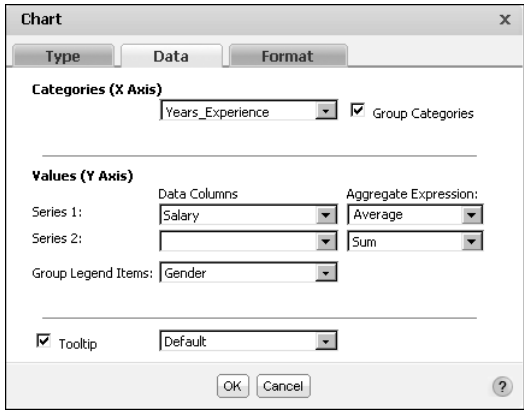 Chart x
Type Data Format
Categories (X Axis)
Years_Experience Group Categories
Values (Y Axis)
Data Columns Aggregate Expression:
Series 1: Salary Average
Series 2: Sum
Group Legend Items: Gender
Tooltip Default
OK Cancel ?